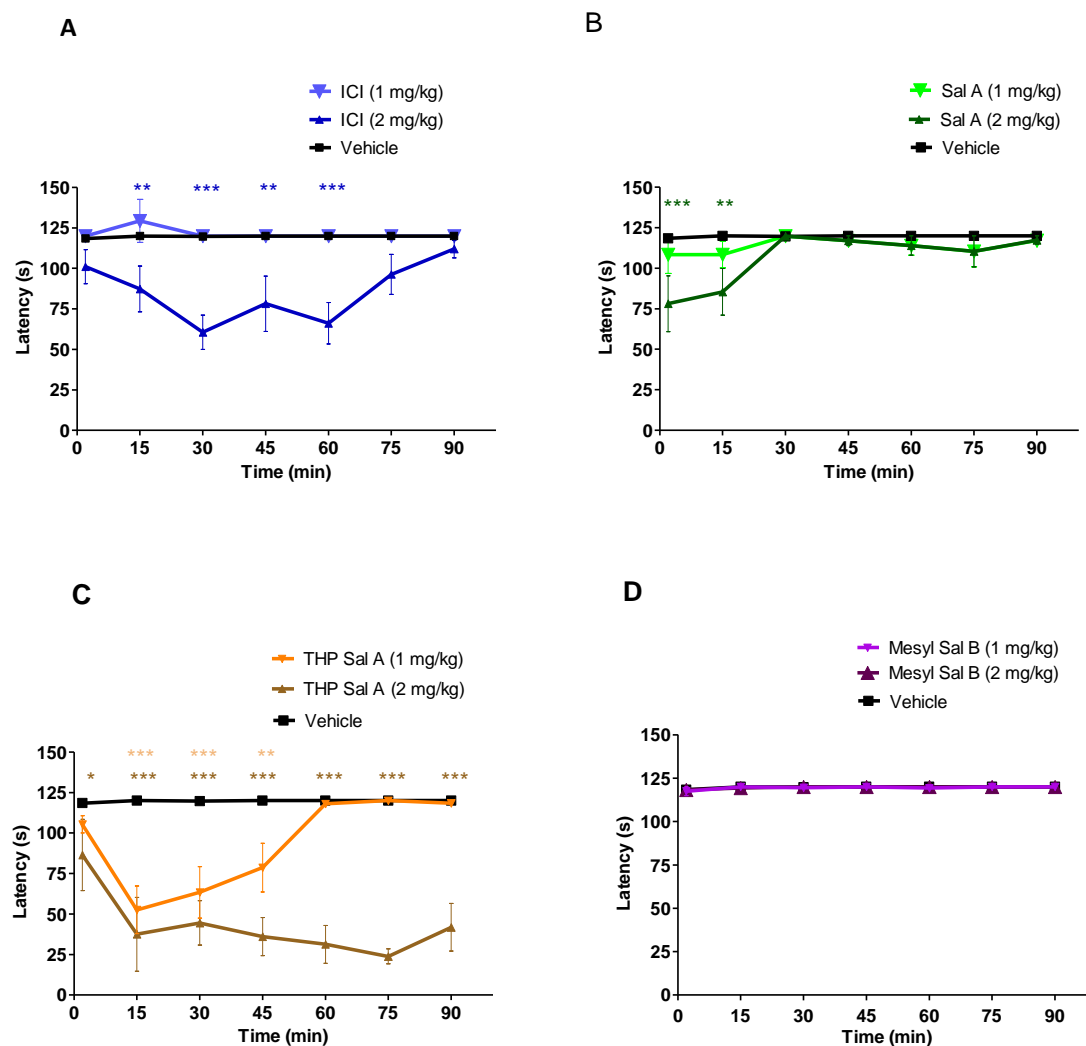 A
ICI (1 mg/kg)
ICI (2 mg/kg)
Vehicle
** *** ** ***
150
125
100
75
50
25
0
Latency (s)
0 15 30 45 60 75 90
Time (min)
B
Sal A (1 mg/kg)
Sal A (2 mg/kg)
Vehicle
*** **
150
125
100
75
50
25
0
Latency (s)
0 15 30 45 60 75 90
Time (min)
C
THP Sal A (1 mg/kg)
THP Sal A (2 mg/kg)
Vehicle
*** *** **
* *** *** *** *** *** ***
150
125
100
75
50
25
0
Latency (s)
0 15 30 45 60 75 90
Time (min)
D
Mesyl Sal B (1 mg/kg)
Mesyl Sal B (2 mg/kg)
Vehicle
150
125
100
75
50
25
0
Latency (s)
0 15 30 45 60 75 90
Time (min)